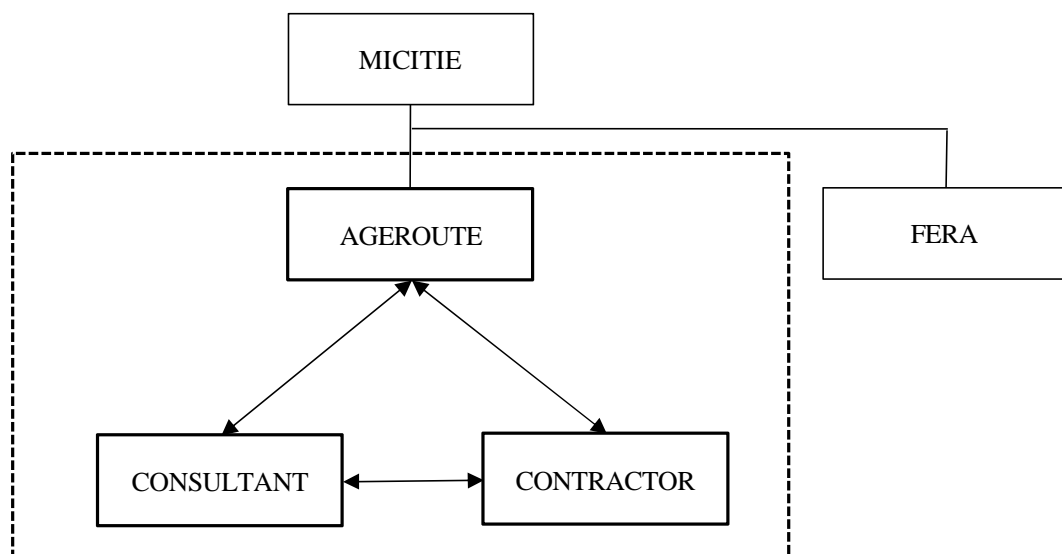 MICITIE
AGEROUTE
FERA
CONSULTANT
CONTRACTOR